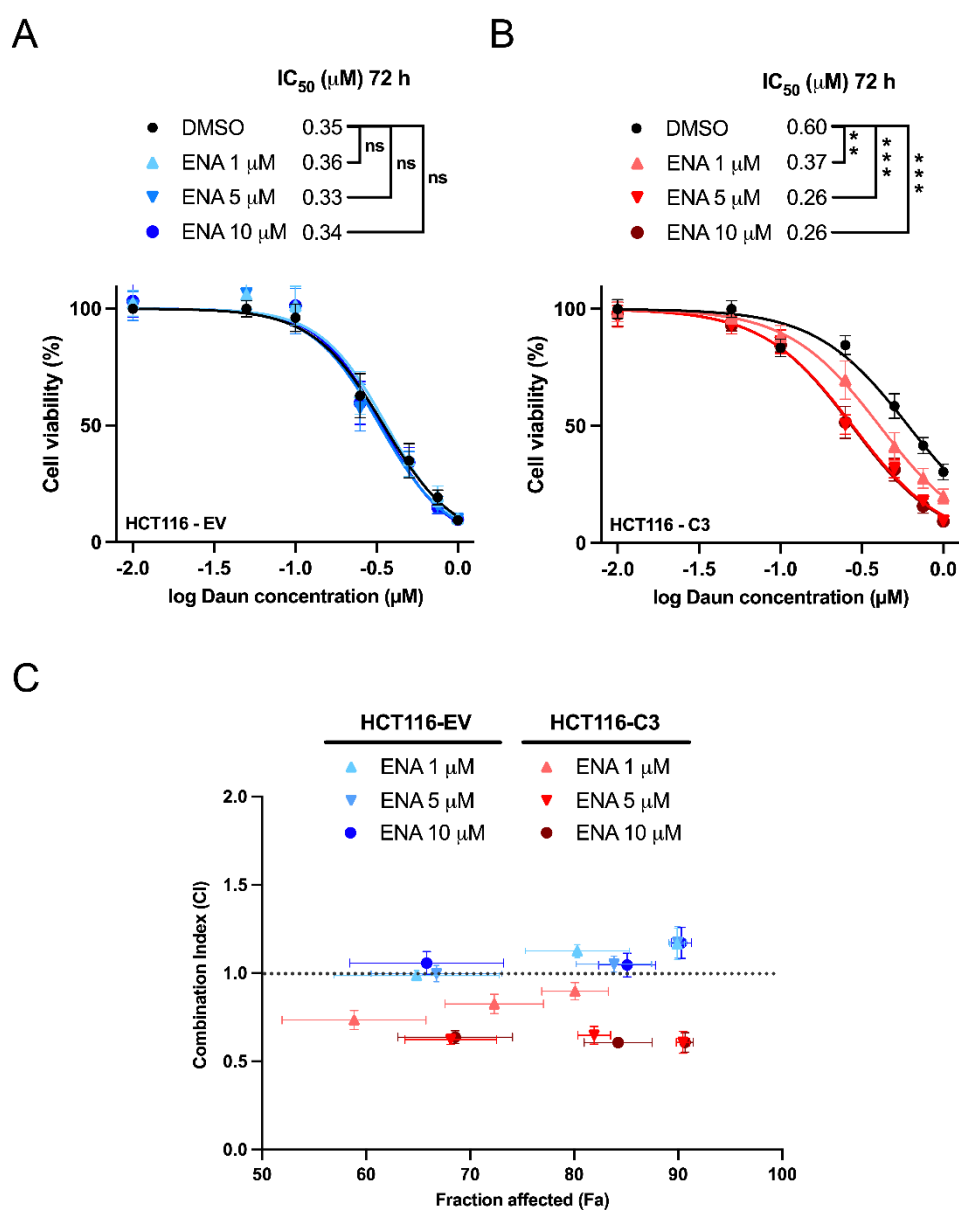 A
IC50 (μM) 72 h
DMSO 0.35
ENA 1 μM 0.36
ENA 5 μM 0.33
ENA 10 μM 0.34
ns
ns
ns
Cell viability (%)
100
50
0
HCT116 - EV
-2.0 -1.5 -1.0 -0.5 0.0
log Daun concentration (μM)
B
IC50 (μM) 72 h
DMSO 0.60
ENA 1 μM 0.37
ENA 5 μM 0.26
ENA 10 μM 0.26
**
***
***
Cell viability (%)
100
50
0
HCT116 - C3
-2.0 -1.5 -1.0 -0.5 0.0
log Daun concentration (μM)
C
HCT116-EV HCT116-C3
ENA 1 μM ENA 1 μM
ENA 5 μM ENA 5 μM
ENA 10 μM ENA 10 μM
Combination Index (CI)
2.0
1.5
1.0
0.5
0.0
50 60 70 80 90 100
Fraction affected (Fa)